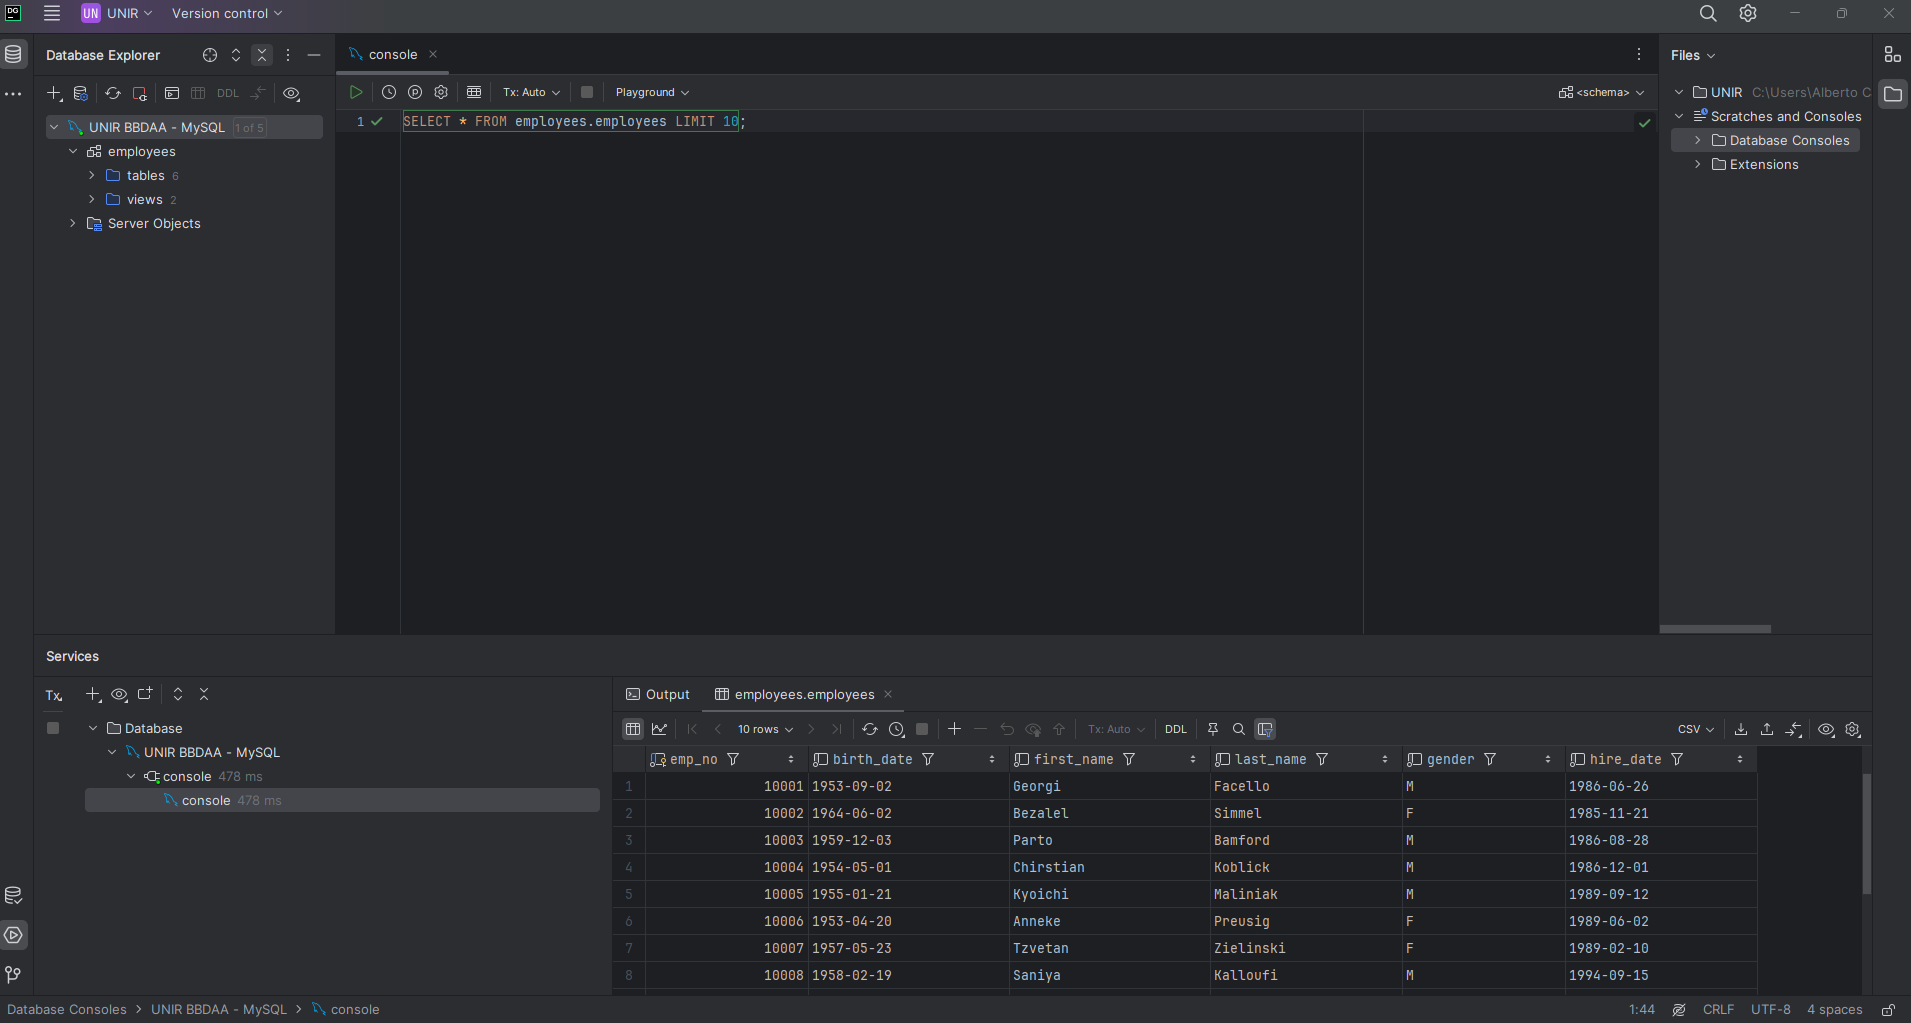 DG UN UNIR Version control
Database Explorer
DDL
UNIR BBDAA - MySQL 1 of 5
employees
tables 6
views 2
Server Objects
console
Tx: Auto Playground <schema>
1 SELECT * FROM employees.employees LIMIT 10;
Files
UNIR C:\Users\Alberto C
Scratches and Consoles
Database Consoles
Extensions
Services
Tx
Database
UNIR BBDAA - MySQL
console 478 ms
console 478 ms
Output employees.employees
10 rows Tx: Auto DDL CSV
emp_no birth_date first_name last_name gender hire_date
1 10001 1953-09-02 Georgi Facello M 1986-06-26
2 10002 1964-06-02 Bezalel Simmel F 1985-11-21
3 10003 1959-12-03 Parto Bamford M 1986-08-28
4 10004 1954-05-01 Chirstian Koblick M 1986-12-01
5 10005 1955-01-21 Kyoichi Maliniak M 1989-09-12
6 10006 1953-04-20 Anneke Preusig F 1989-06-02
7 10007 1957-05-23 Tzvetan Zielinski F 1989-02-10
8 10008 1958-02-19 Saniya Kalloufi M 1994-09-15
Database Consoles > UNIR BBDAA - MySQL > console 1:44 CRLF UTF-8 4 spaces